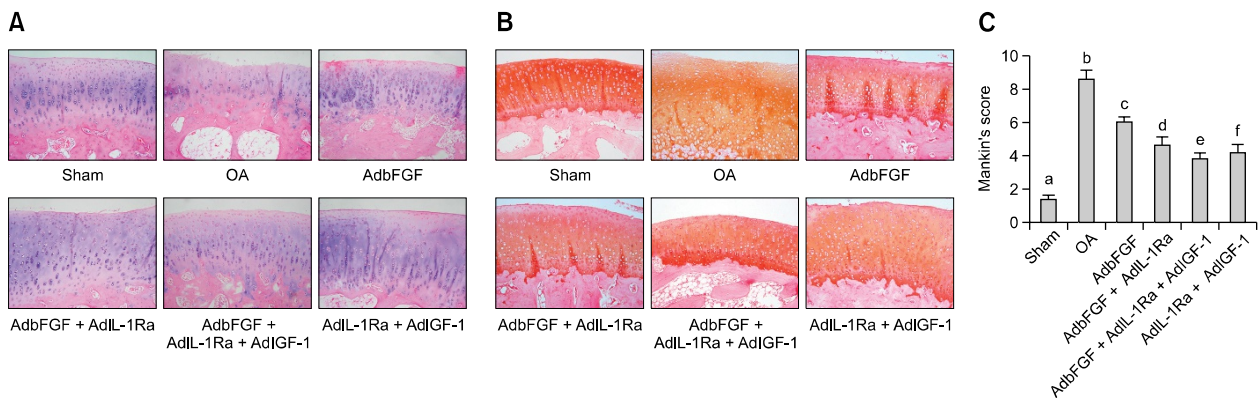 A
Sham
OA
AdbFGF
AdbFGF + AdIL-1Ra
AdbFGF +
AdIL-1Ra + AdIGF-1
AdIL-1Ra + AdIGF-1
B
Sham
OA
AdbFGF
AdbFGF + AdIL-1Ra
AdbFGF +
AdIL-1Ra + AdIGF-1
AdIL-1Ra + AdIGF-1
C
Mankin's score
10
8
6
4
2
0
a
b
c
d
e
f
Sham
OA
AdbFGF
AdbFGF + AdIL-1Ra
AdbFGF + AdIL-1Ra + AdIGF-1
AdIL-1Ra + AdIGF-1